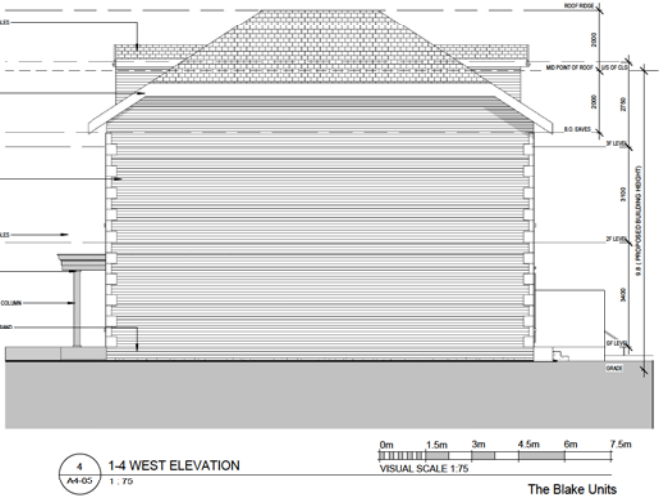 ROOF RIDGE
LES
2000
MID POINT OF ROOF
U/S OF CLG
2000
2750
B.O. EAVES
3F LEVEL
3100
9.8 ( PROPOSED BUILDING HEIGHT)
LES
2F LEVEL
3400
COLUMN
BAND
GF LEVEL
GRADE
4
A4-05
1-4 WEST ELEVATION
1 : 75
0m 1.5m 3m 4.5m 6m 7.5m
VISUAL SCALE 1:75
The Blake Units